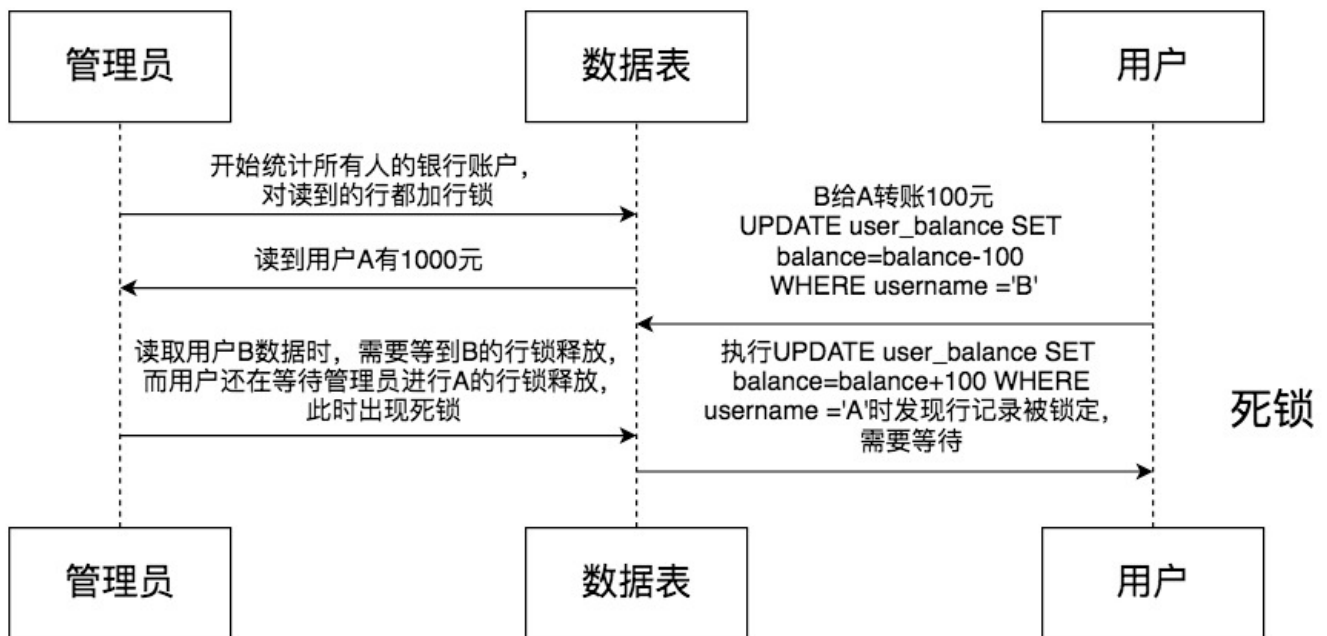 管理员
数据表
用户
开始统计所有人的银行账户，
对读到的行都加行锁
B给A转账100元
UPDATE user_balance SET
balance=balance-100
WHERE username ='B'
读到用户A有1000元
读取用户B数据时，需要等到B的行锁释放，
而用户还在等待管理员进行A的行锁释放，
此时出现死锁
执行UPDATE user_balance SET
balance=balance+100 WHERE
username ='A'时发现行记录被锁定，
需要等待
死锁
管理员
数据表
用户